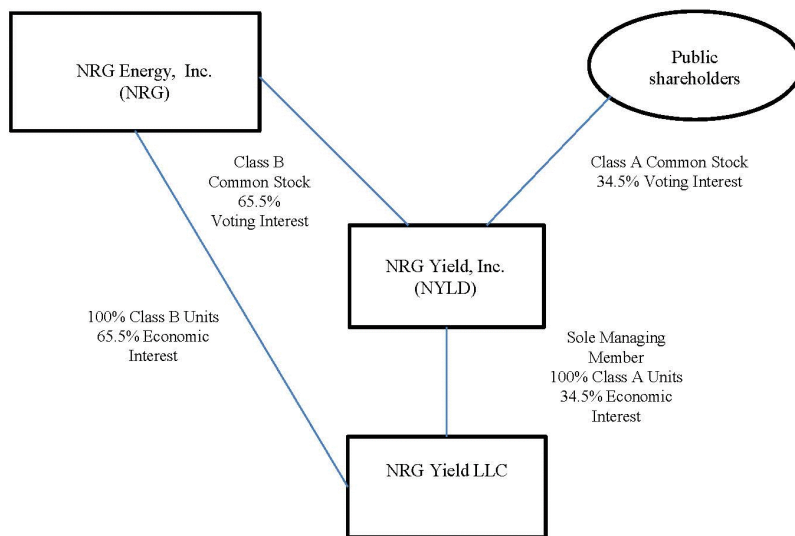 NRG Energy, Inc.
(NRG)
Public
shareholders
Class B
Common Stock
65.5%
Voting Interest
Class A Common Stock
34.5% Voting Interest
NRG Yield, Inc.
(NYLD)
100% Class B Units
65.5% Economic
Interest
Sole Managing
Member
100% Class A Units
34.5% Economic
Interest
NRG Yield LLC